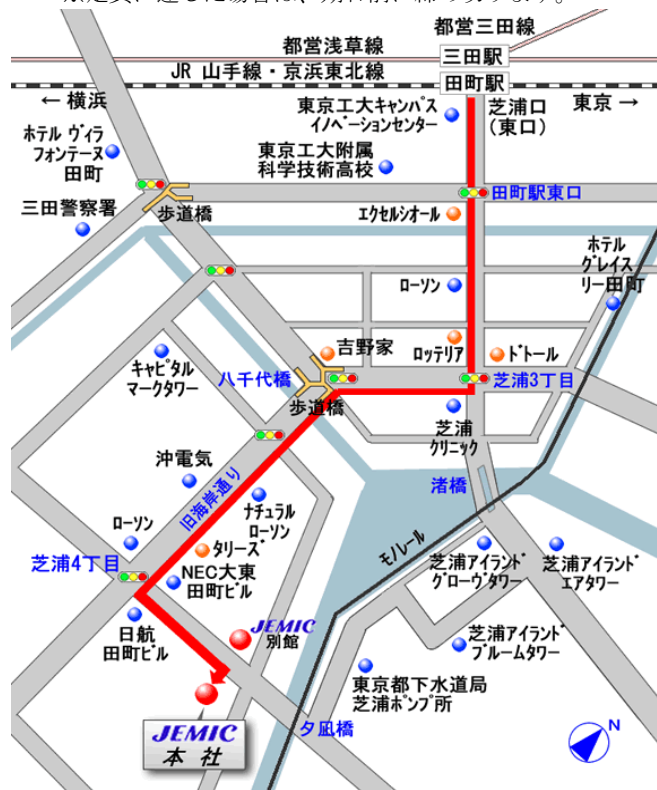 都営三田線
都営浅草線
三田駅
JR 山手線・京浜東北線
田町駅
← 横浜
東京 →
芝浦口
(東口)
東京工大キャンパス
イノベーションセンター
ホテル ヴィラ
フォンテーヌ
田町
東京工大附属
科学技術高校
田町駅東口
三田警察署
歩道橋
エクセルシオール
ホテル
グレイス
リー田町
ローソン
吉野家
ロッテリア
ドトール
キャピタル
マークタワー
八千代橋
芝浦3丁目
歩道橋
芝浦
クリニック
沖電気
旧海岸通り
渚橋
ナチュラル
ローソン
ローソン
タリーズ
モノレール
芝浦4丁目
NEC大東
田町ビル
芝浦アイランド
グローヴタワー
芝浦アイランド
エアタワー
日航
田町ビル
JEMIC
別館
芝浦アイランド
ブルームタワー
東京都下水道局
芝浦ポンプ所
夕凪橋
JEMIC
本 社
N